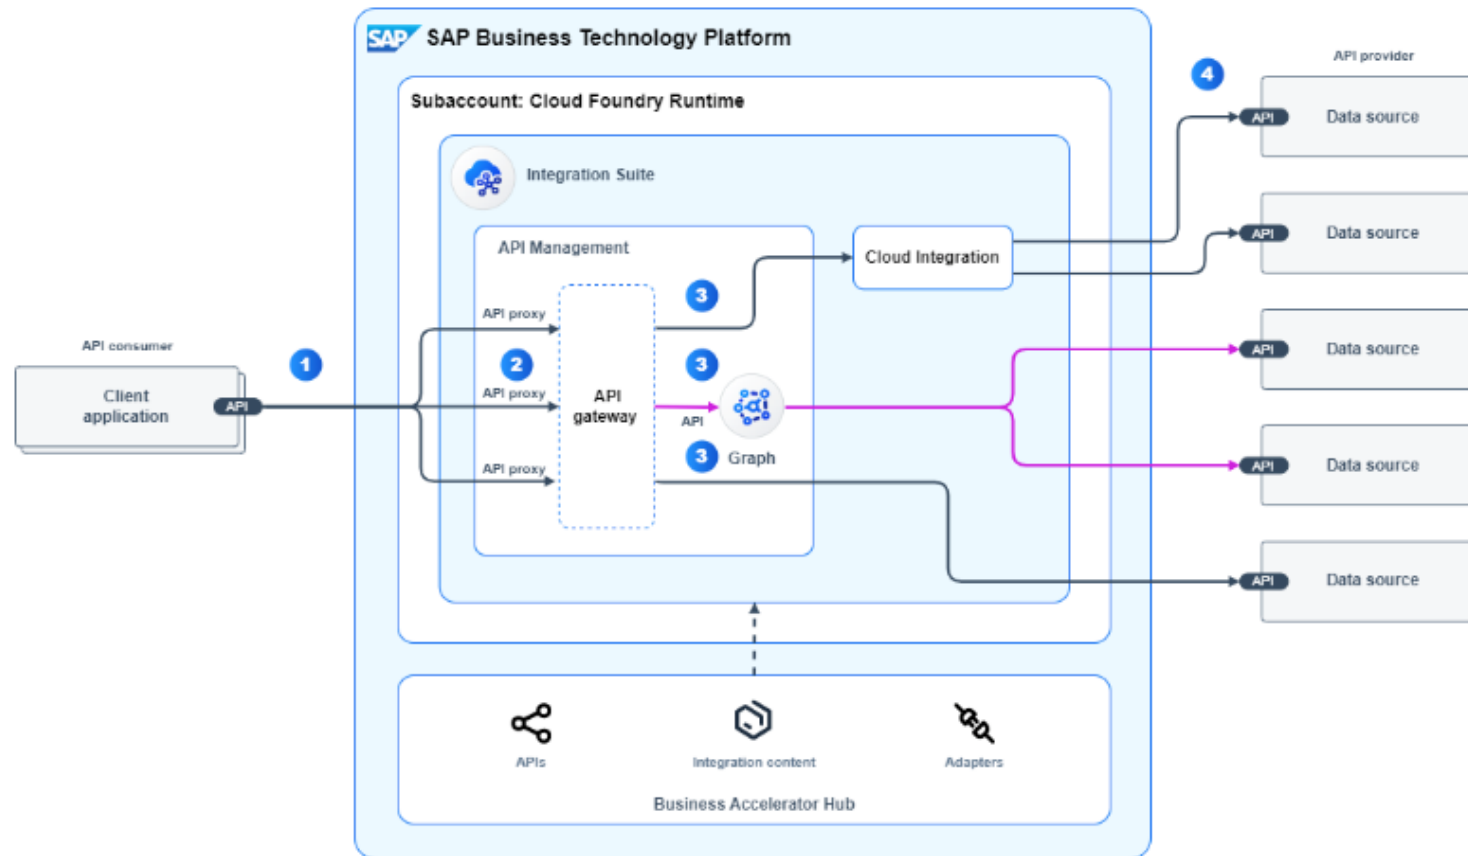 SAP SAP Business Technology Platform
API provider
4
Subaccount: Cloud Foundry Runtime
API Data source
Integration Suite
API Management
Cloud Integration
API Data source
3
API proxy
API consumer
1
2
3
API Data source
Client
application
API
API proxy
API
gateway
API
3
Graph
API proxy
API Data source
API Data source
APIs
Integration content
Adapters
Business Accelerator Hub